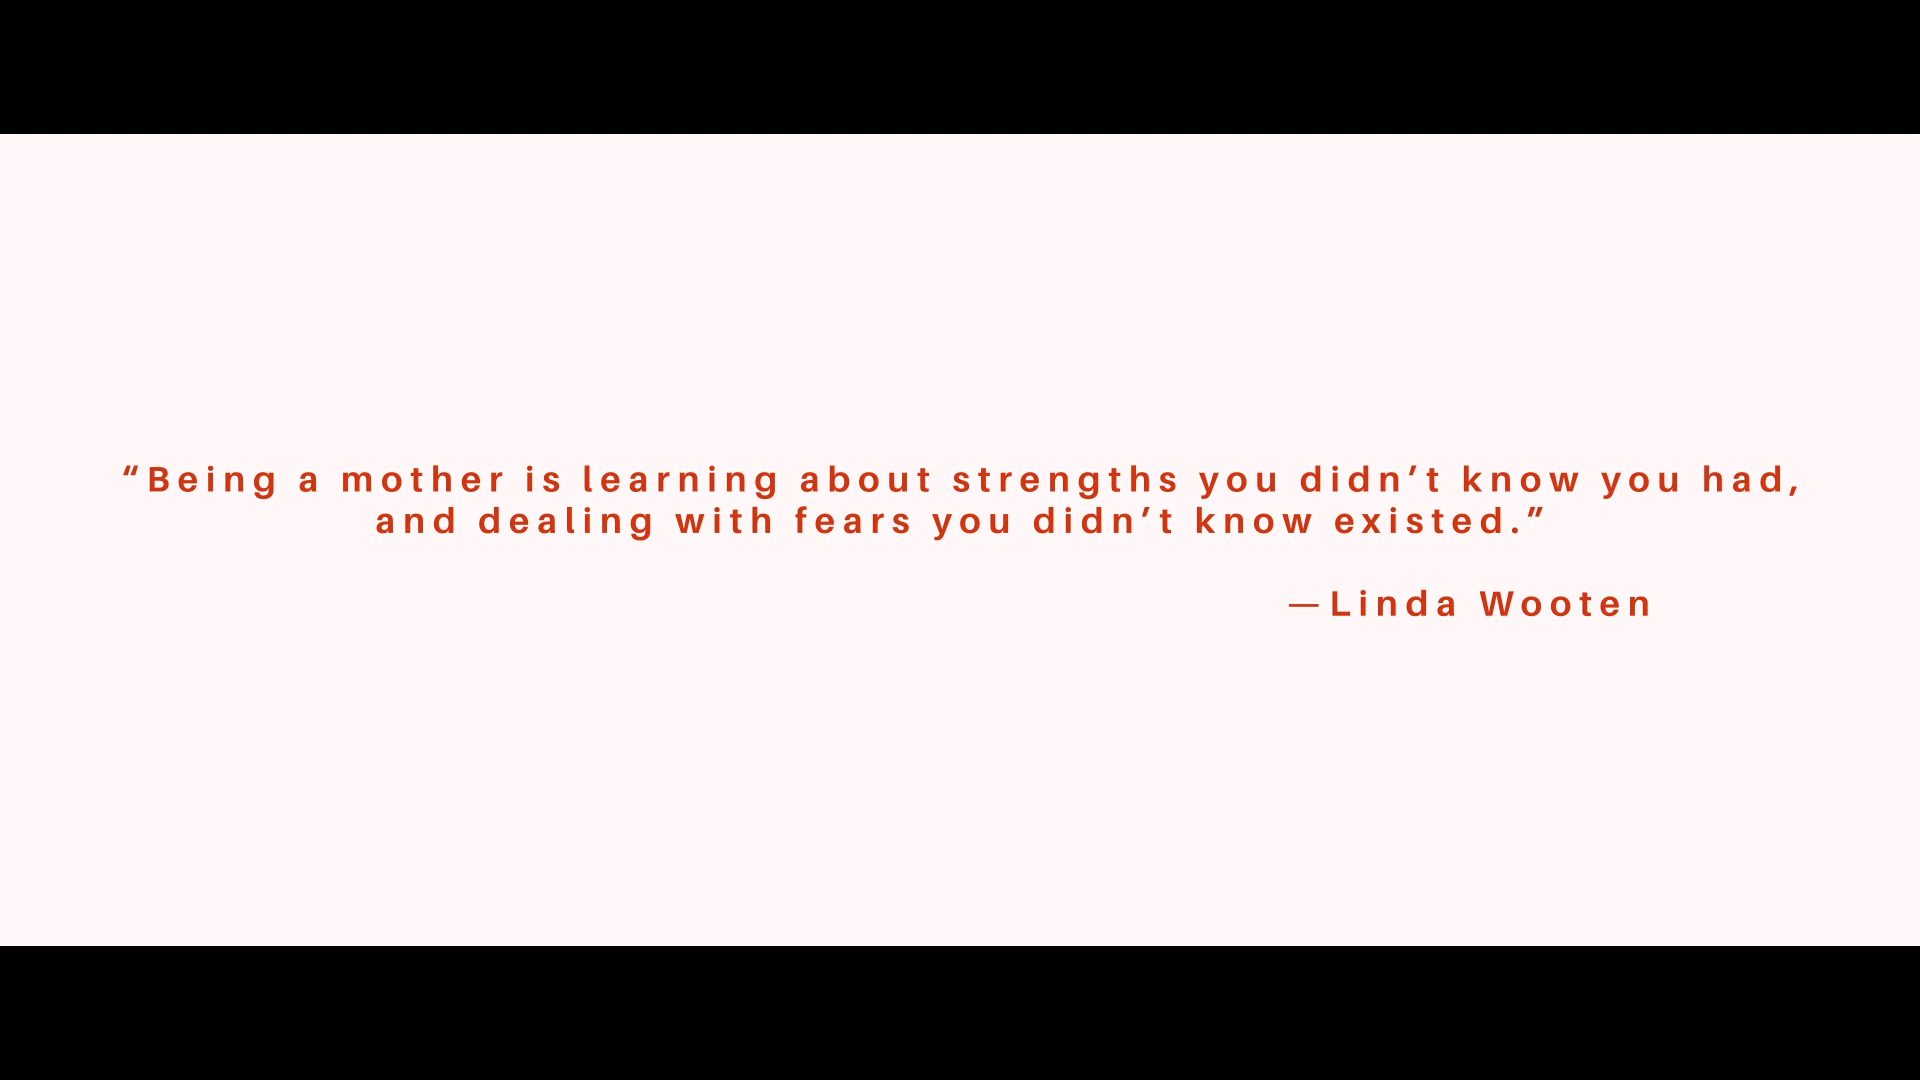 “Being a mother is learning about strengths you didn’t know you had,
and dealing with fears you didn’t know existed.”
— Linda Wooten